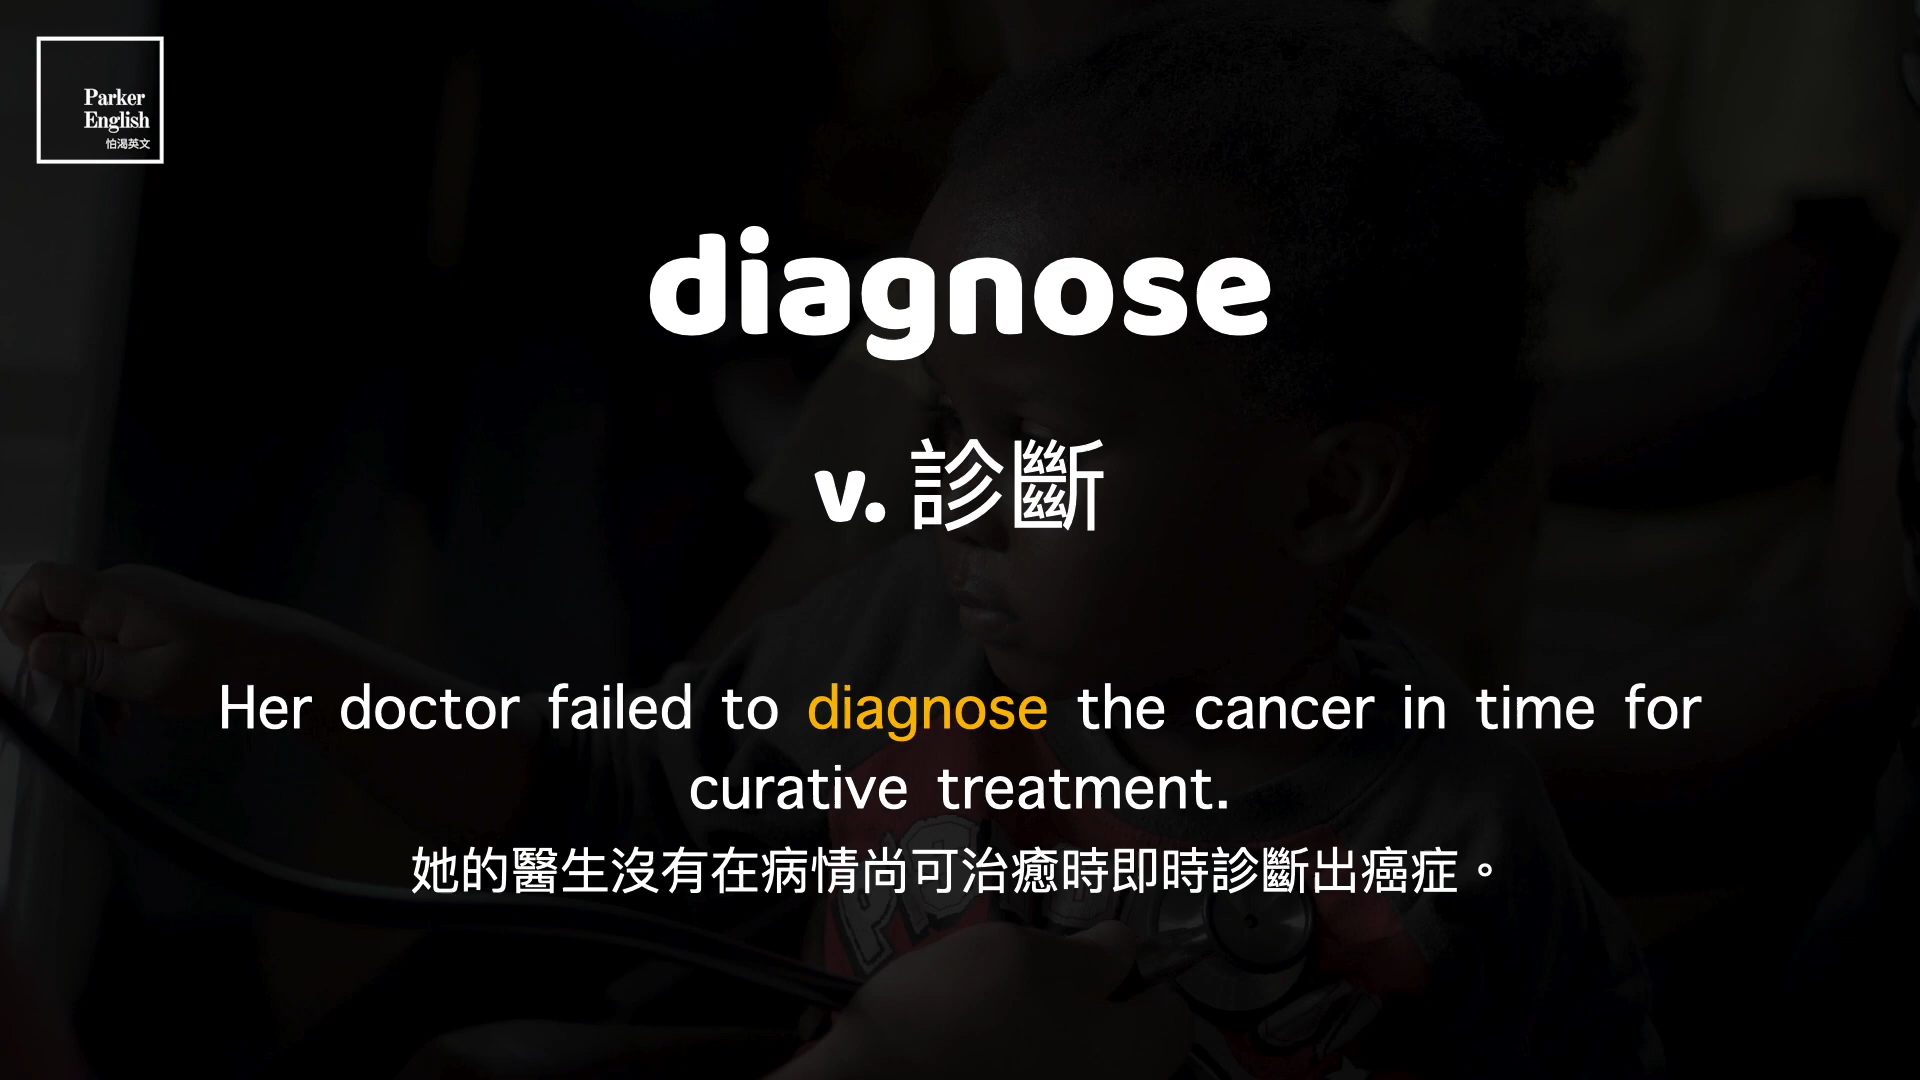 Parker
English
怕渴英文
diagnose
v. 診斷
Her doctor failed to diagnose the cancer in time for
curative treatment.
她的醫生沒有在病情尚可治癒時即時診斷出癌症。